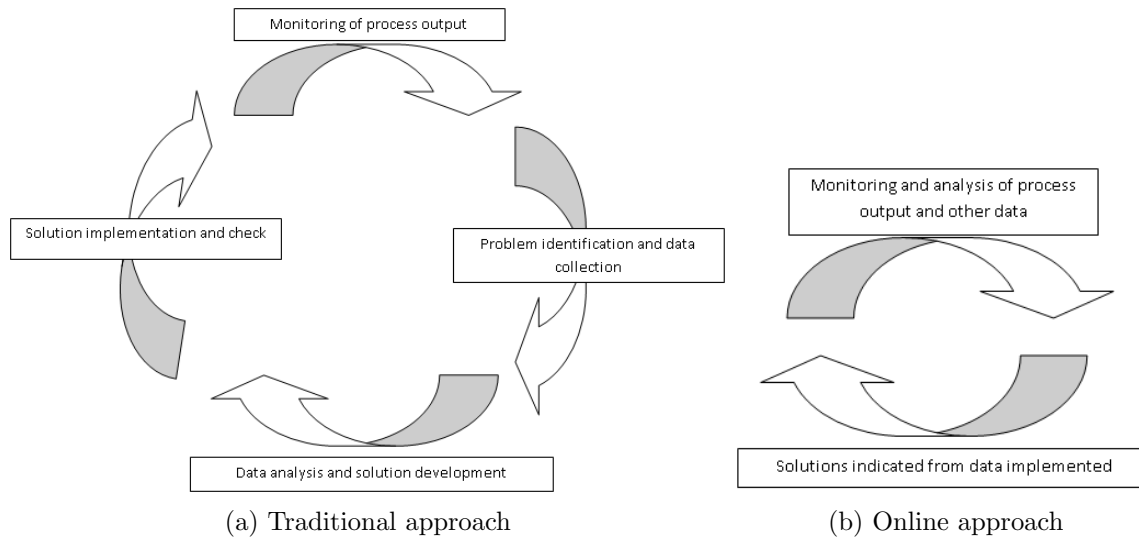 Monitoring of process output
Solution implementation and check
Problem identification and data
collection
Data analysis and solution development
(a) Traditional approach
Monitoring and analysis of process
output and other data
Solutions indicated from data implemented
(b) Online approach